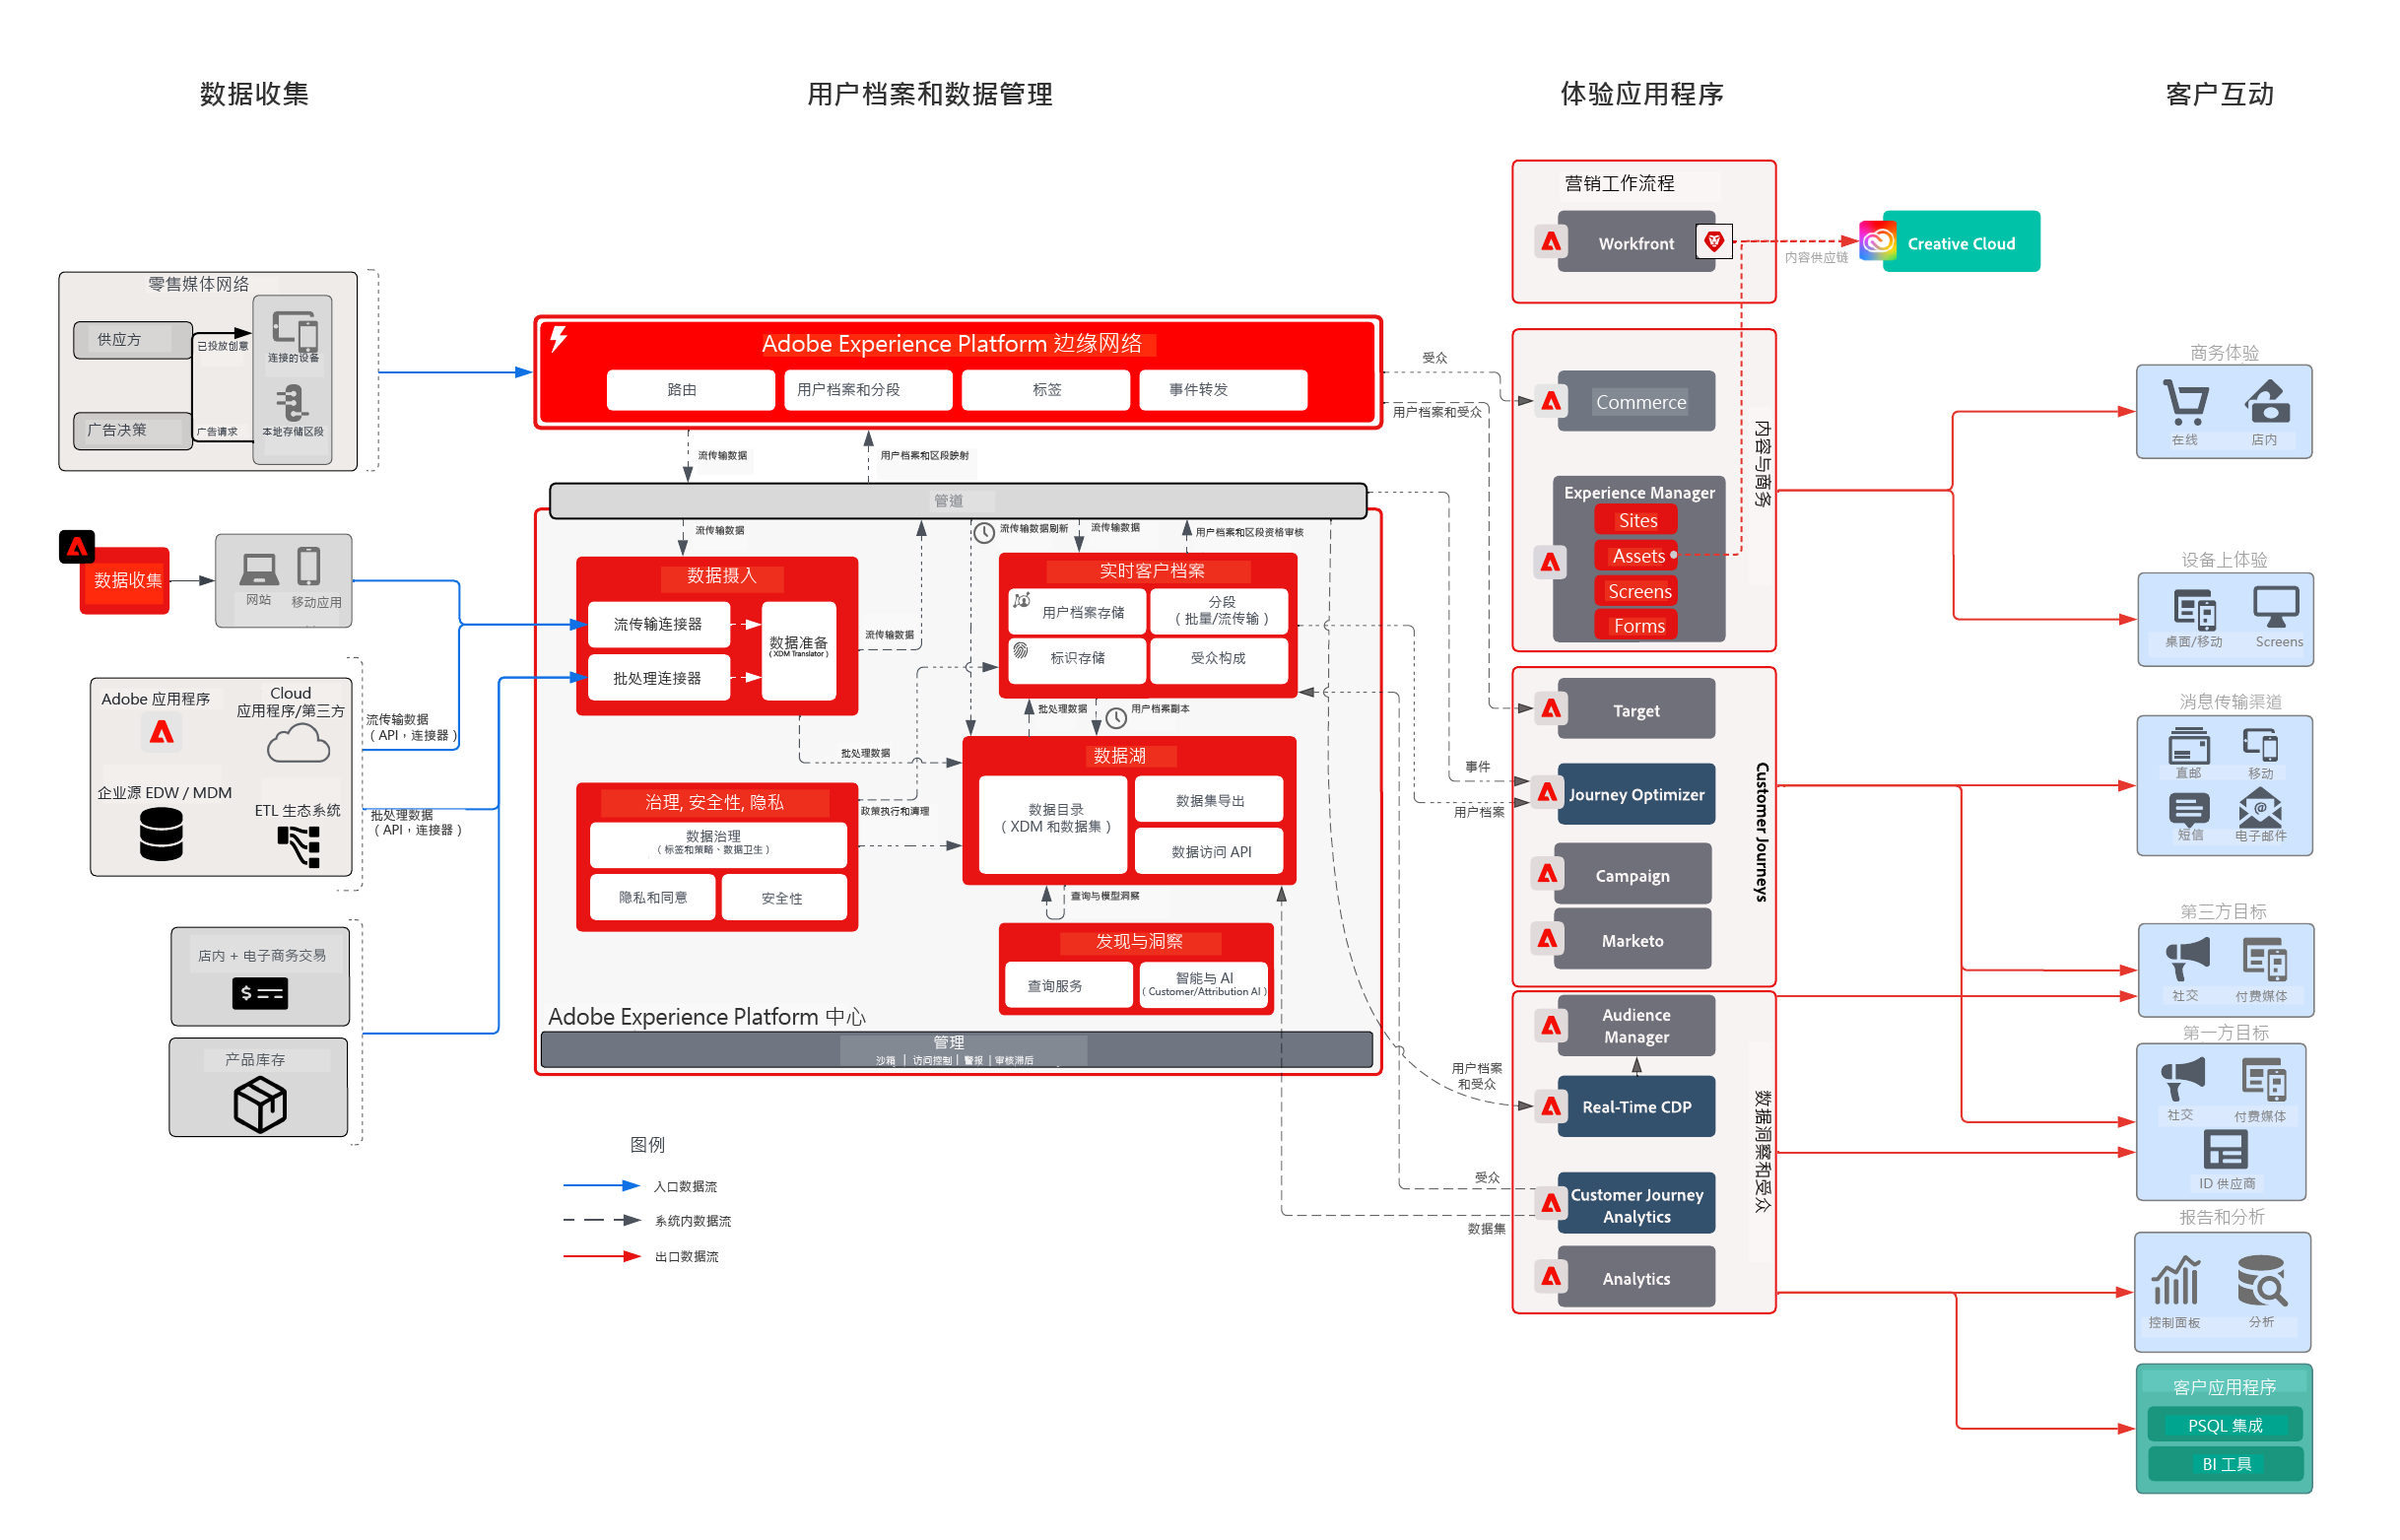 数据收集
用户档案和数据管理
体验应用程序
客户互动
零售媒体网络
供应方
已投放创意
连接的设备
广告决策
广告请求
本地存储区段
数据收集
网站
移动应用
Adobe 应用程序
Cloud
应用程序/第三方
企业源 EDW / MDM
ETL 生态系统
流传输数据
（ API，连接器 ）
批处理数据
（ API，连接器 ）
店内 + 电子商务交易
产品库存
Adobe Experience Platform 边缘网络
路由
用户档案和分段
标签
事件转发
流传输数据
用户档案和区段映射
管道
流传输数据
流传输数据刷新
流传输数据
用户档案和区段资格审核
数据摄入
流传输连接器
批处理连接器
数据准备
( XDM Translator )
流传输数据
实时客户档案
用户档案存储
分段
（ 批量/流传输 ）
标识存储
受众构成
批处理数据
用户档案副本
批处理数据
数据湖
数据目录
（ XDM 和数据集 ）
数据集导出
数据访问 API
治理, 安全性, 隐私
数据治理
（ 标签和策略、数据卫生 ）
隐私和同意
安全性
政策执行和清理
查询与模型洞察
发现与洞察
查询服务
智能与 AI
( Customer/Attribution AI )
Adobe Experience Platform 中心
管理
沙箱 | 访问控制 | 警报 | 审核滞后
图例
入口数据流
系统内数据流
出口数据流
受众
用户档案和受众
事件
用户档案
用户档案
和受众
受众
数据集
营销工作流程
Workfront
内容供应链
Creative Cloud
Commerce
Experience Manager
Sites
Assets
Screens
Forms
内容与商务
Target
Journey Optimizer
Campaign
Marketo
Customer Journeys
Audience
Manager
Real-Time CDP
Customer Journey
Analytics
Analytics
数据洞察和受众
商务体验
在线
店内
设备上体验
桌面/移动
Screens
消息传输渠道
直邮
移动
短信
电子邮件
第三方目标
社交
付费媒体
第一方目标
社交
付费媒体
ID 供应商
报告和分析
控制面板
分析
客户应用程序
PSQL 集成
BI 工具